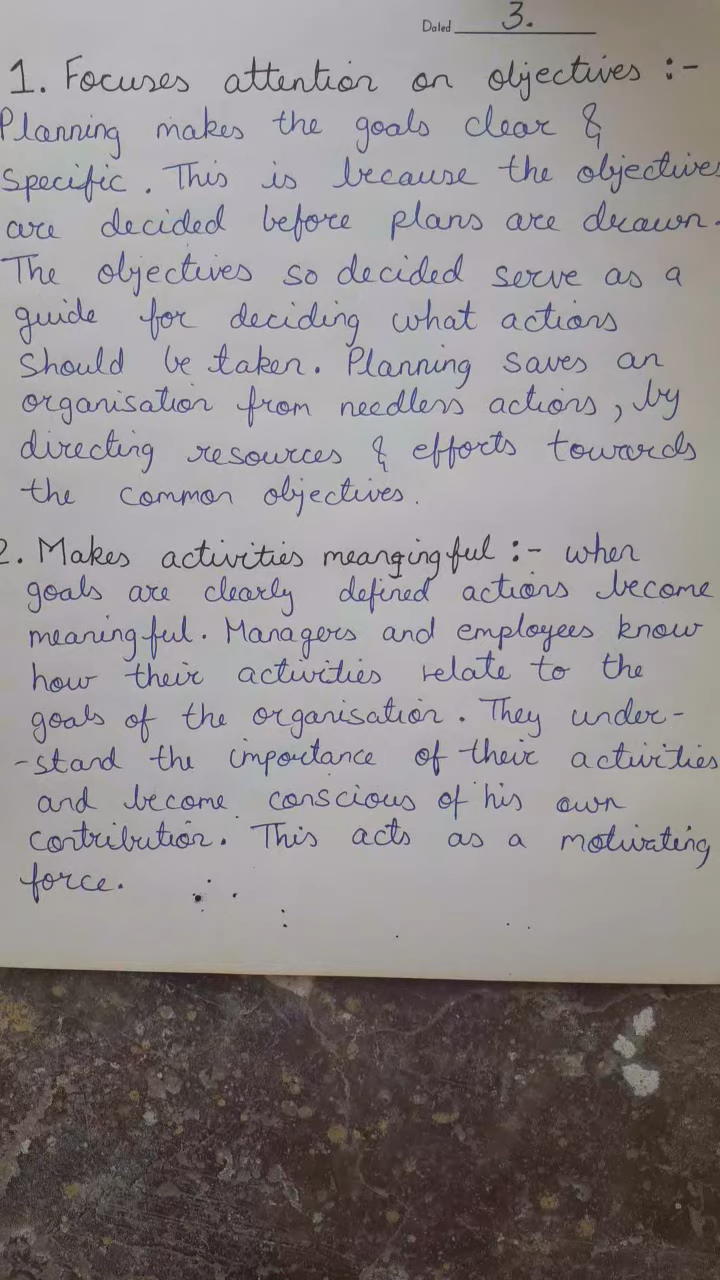 Dated 3.
1. Focuses attention on objectives :-
Planning makes the goals clear &
Specific. This is because the objectives
are decided before plans are drawn.
The objectives so decided serve as a
guide for deciding what actions
should be taken. Planning saves an
organisation from needless actions, by
directing resources & efforts towards
the common objectives.
2. Makes activities meangingful :- when
goals are clearly defined actions become
meaningful. Managers and employees know
how their activities relate to the
goals of the organisation. They under-
-stand the importance of their activities
and become conscious of his own
contribution. This acts as a motivating
force.